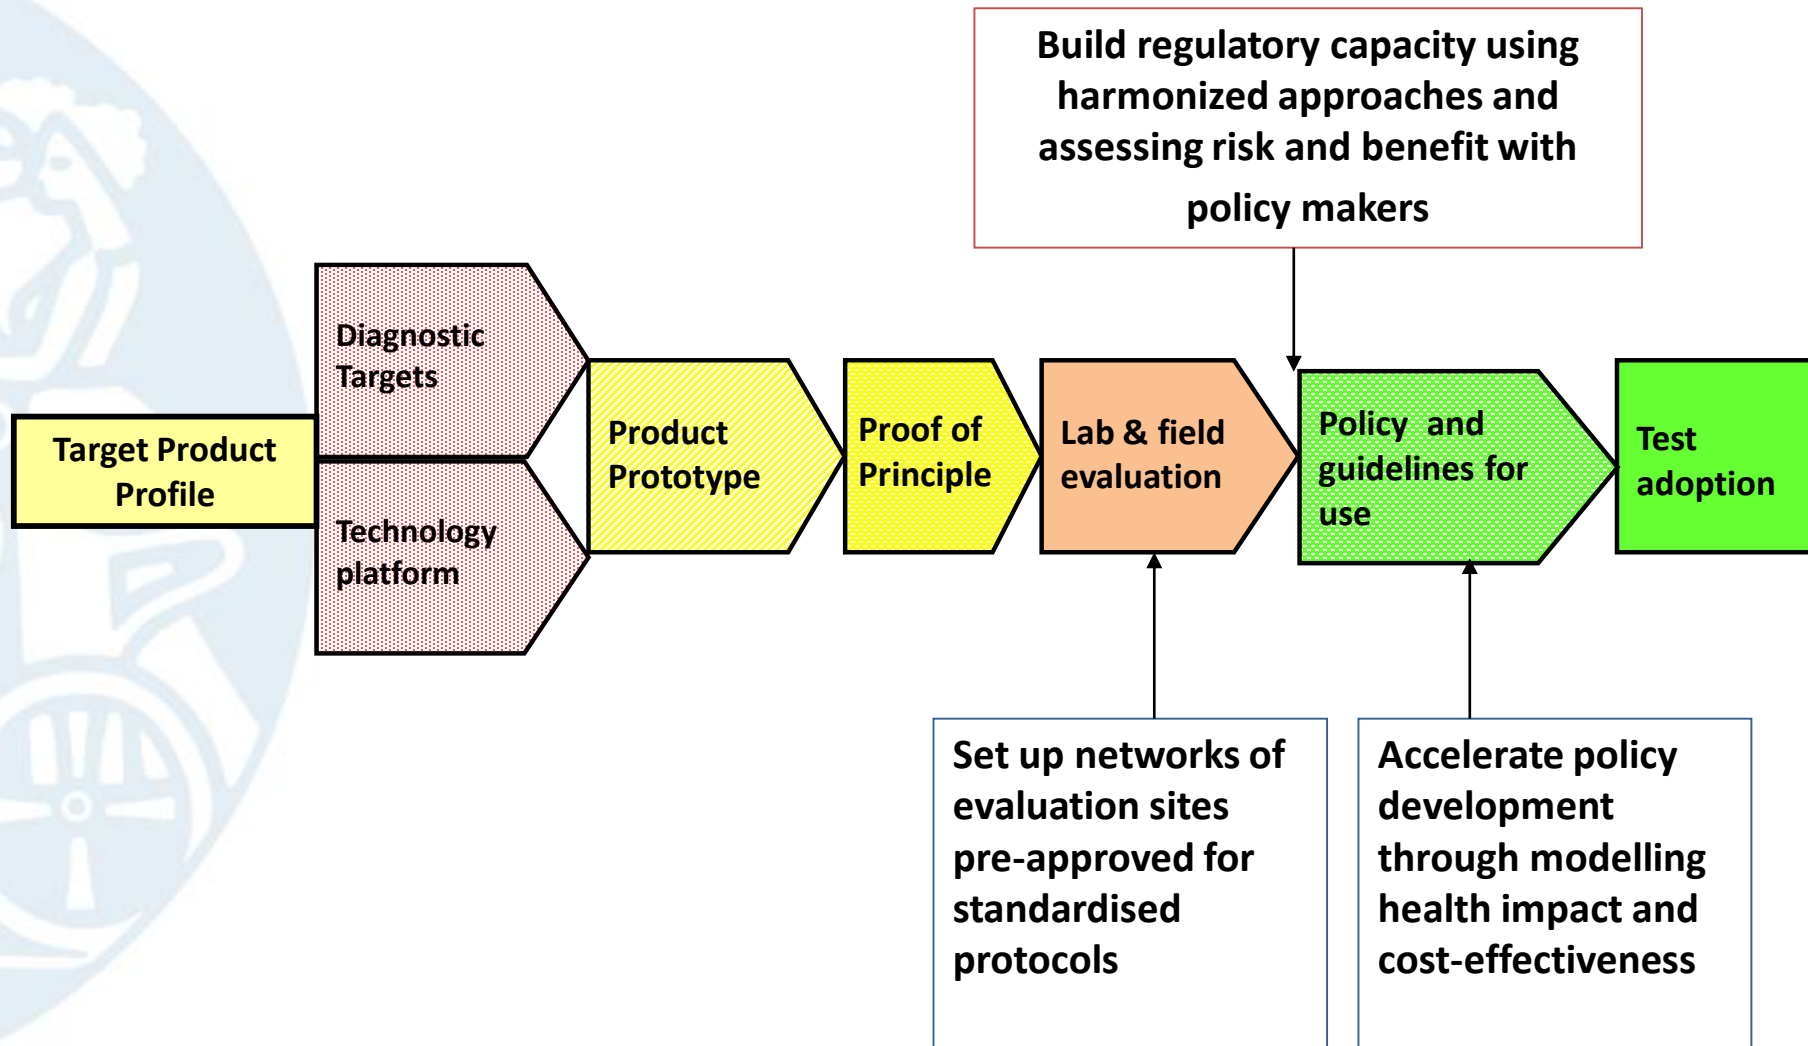 Build regulatory capacity using
harmonized approaches and
assessing risk and benefit with
policy makers
Target Product
Profile
Diagnostic
Targets
Technology
platform
Product
Prototype
Proof of
Principle
Lab & field
evaluation
Policy and
guidelines for
use
Test
adoption
Set up networks of
evaluation sites
pre-approved for
standardised
protocols
Accelerate policy
development
through modelling
health impact and
cost-effectiveness